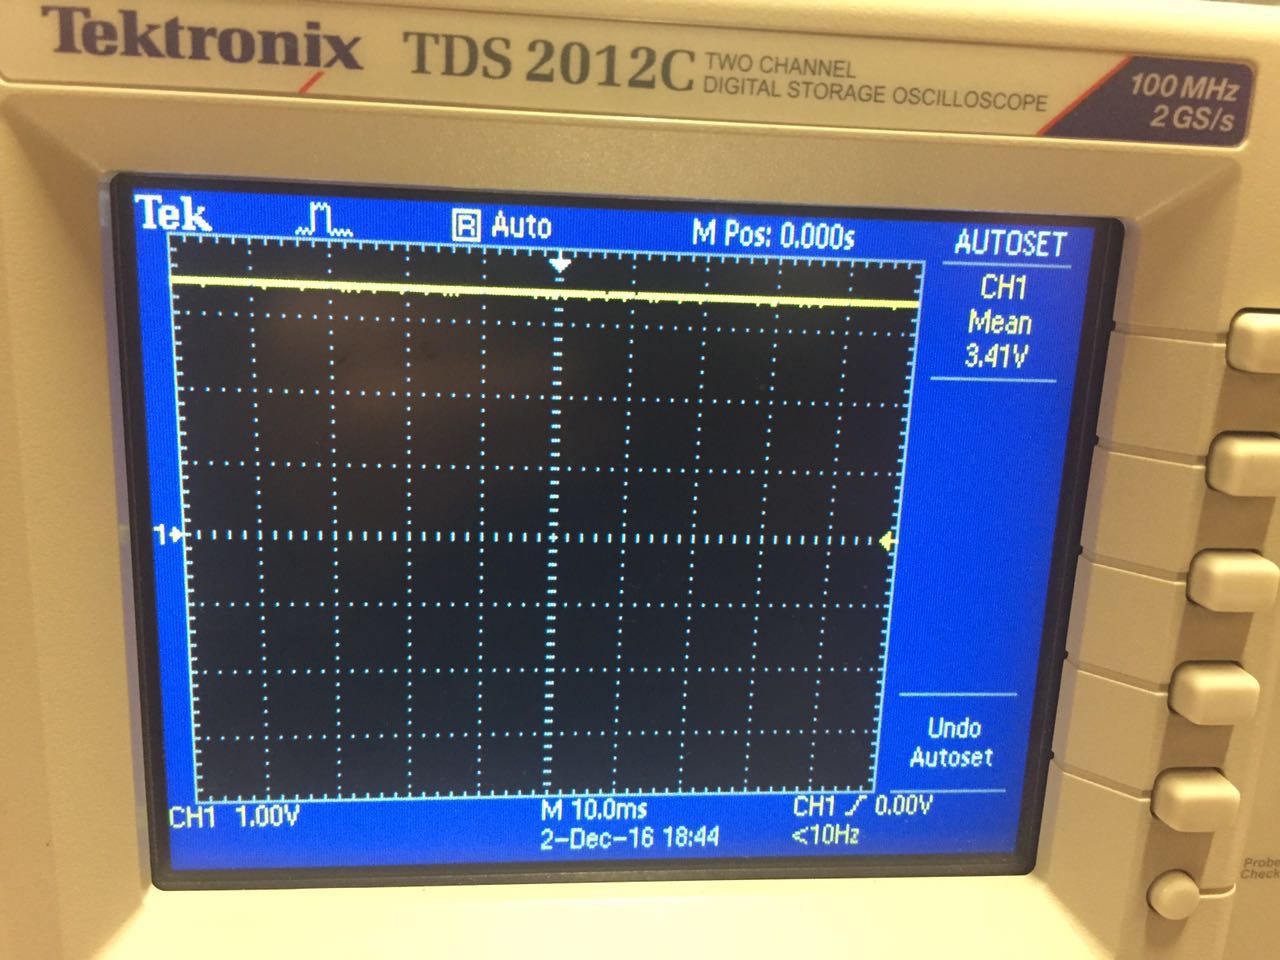 Tektronix TDS 2012C TWO CHANNEL
DIGITAL STORAGE OSCILLOSCOPE
100 MHz
2 GS/s
Tek R Auto M Pos: 0.000s
AUTOSET
CH1
Mean
3.41V
1
Undo
Autoset
CH1 1.00V M 10.0ms CH1 0.00V
2-Dec-16 18:44 <10Hz
Probe
Check